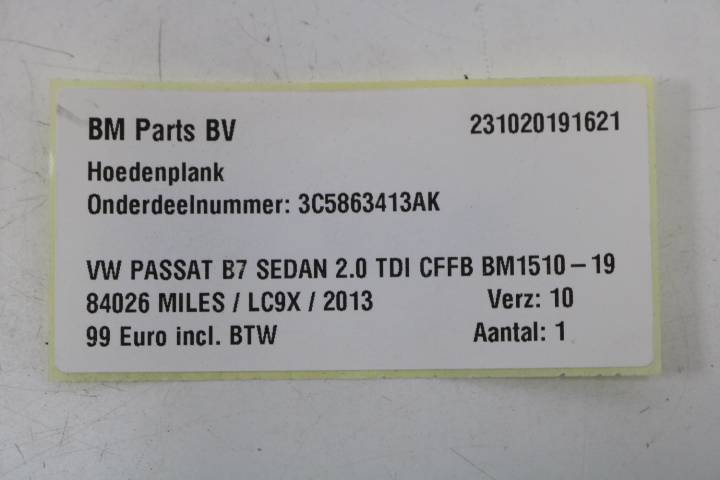 BM Parts BV 231020191621
Hoedenplank
Onderdeelnummer: 3C5863413AK
VW PASSAT B7 SEDAN 2.0 TDI CFFB BM1510-19
84026 MILES / LC9X / 2013 Verz: 10
99 Euro incl. BTW Aantal: 1